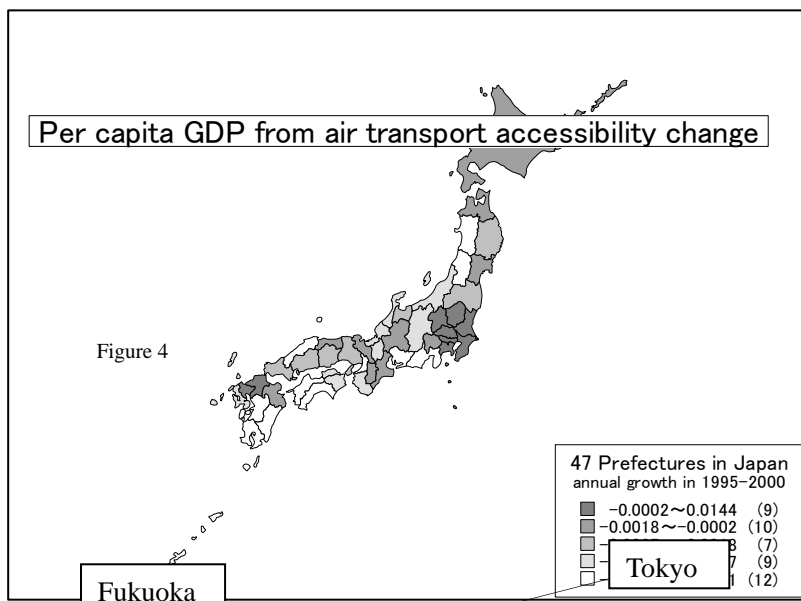 Per capita GDP from air transport accessibility change
Figure 4
47 Prefectures in Japan
annual growth in 1995-2000
-0.0002～0.0144 (9)
-0.0018～-0.0002 (10)
(7)
(9)
(12)
Tokyo
Fukuoka